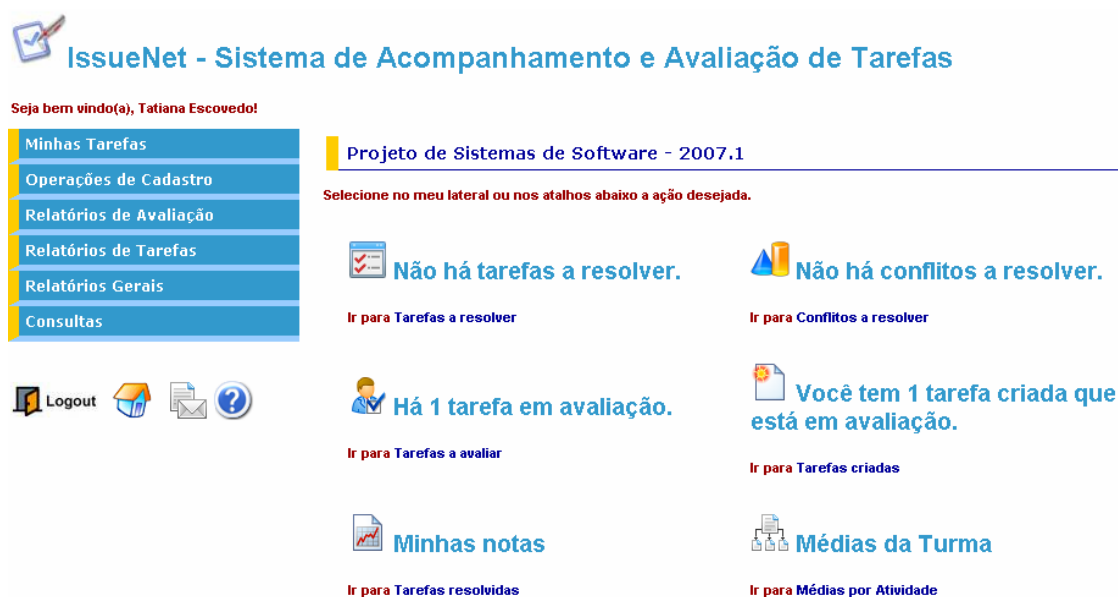 IssueNet - Sistema de Acompanhamento e Avaliação de Tarefas
Seja bem vindo(a), Tatiana Escovedo!
Minhas Tarefas
Operações de Cadastro
Relatórios de Avaliação
Relatórios de Tarefas
Relatórios Gerais
Consultas
Logout
Projeto de Sistemas de Software - 2007.1
Selecione no meu lateral ou nos atalhos abaixo a ação desejada.
Não há tarefas a resolver.
Ir para Tarefas a resolver
Não há conflitos a resolver.
Ir para Conflitos a resolver
Há 1 tarefa em avaliação.
Ir para Tarefas a avaliar
Você tem 1 tarefa criada que
está em avaliação.
Ir para Tarefas criadas
Minhas notas
Ir para Tarefas resolvidas
Médias da Turma
Ir para Médias por Atividade